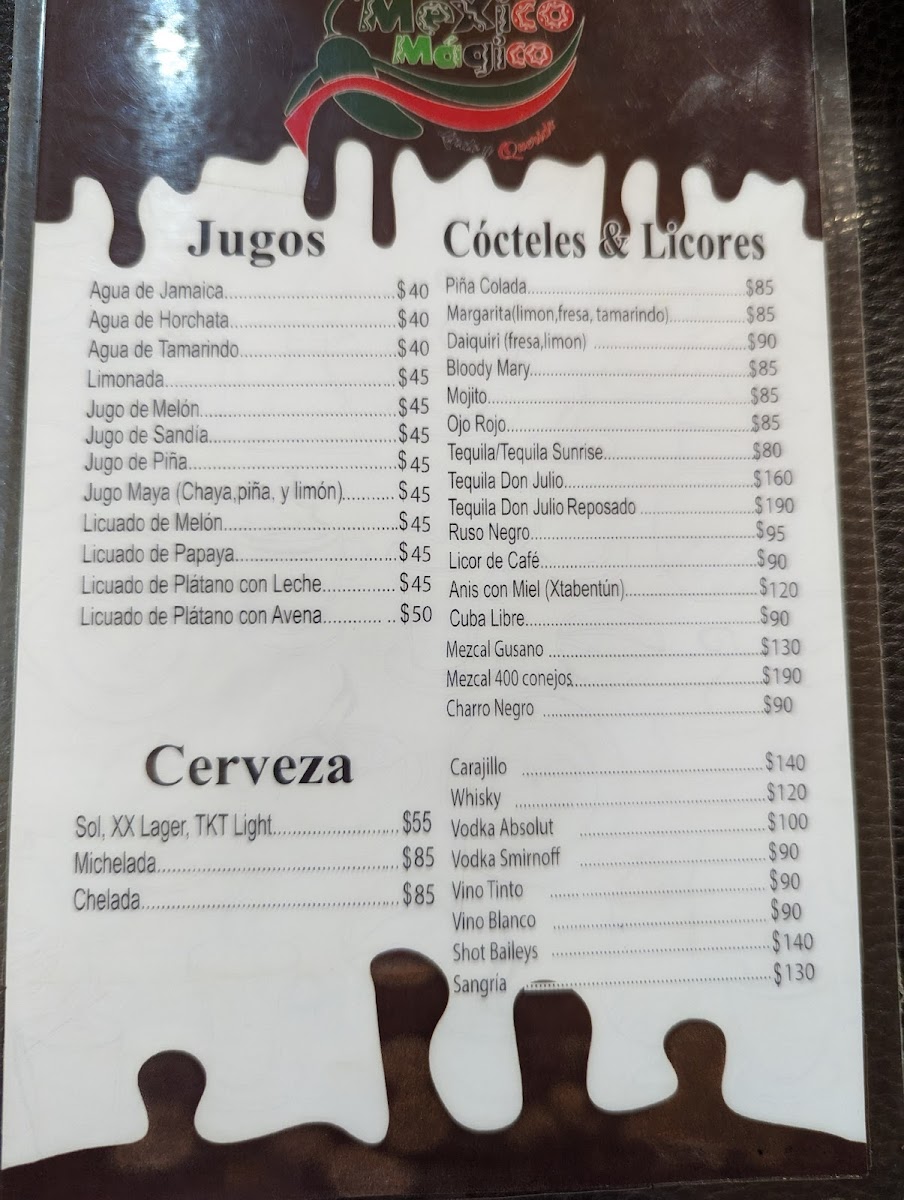 México
Mágico
Querido
Jugos
Agua de Jamaica..........$40
Agua de Horchata..........$40
Agua de Tamarindo..........$40
Limonada..........$45
Jugo de Melón..........$45
Jugo de Sandía..........$45
Jugo de Piña..........$45
Jugo Maya (Chaya,piña, y limón)..........$45
Licuado de Melón..........$45
Licuado de Papaya..........$45
Licuado de Plátano con Leche..........$45
Licuado de Plátano con Avena..........$50
Cerveza
Sol, XX Lager, TKT Light..........$55
Michelada..........$85
Chelada..........$85
Cócteles & Licores
Piña Colada..........$85
Margarita(limon,fresa, tamarindo)..........$85
Daiquiri (fresa,limon) ..........$90
Bloody Mary..........$85
Mojito..........$85
Ojo Rojo..........$85
Tequila/Tequila Sunrise..........$80
Tequila Don Julio..........$160
Tequila Don Julio Reposado ..........$190
Ruso Negro..........$95
Licor de Café..........$90
Anis con Miel (Xtabentún)..........$120
Cuba Libre..........$90
Mezcal Gusano ..........$130
Mezcal 400 conejos..........$190
Charro Negro ..........$90
Carajillo ..........$140
Whisky ..........$120
Vodka Absolut ..........$100
Vodka Smirnoff ..........$90
Vino Tinto ..........$90
Vino Blanco ..........$90
Shot Baileys ..........$140
Sangría ..........$130